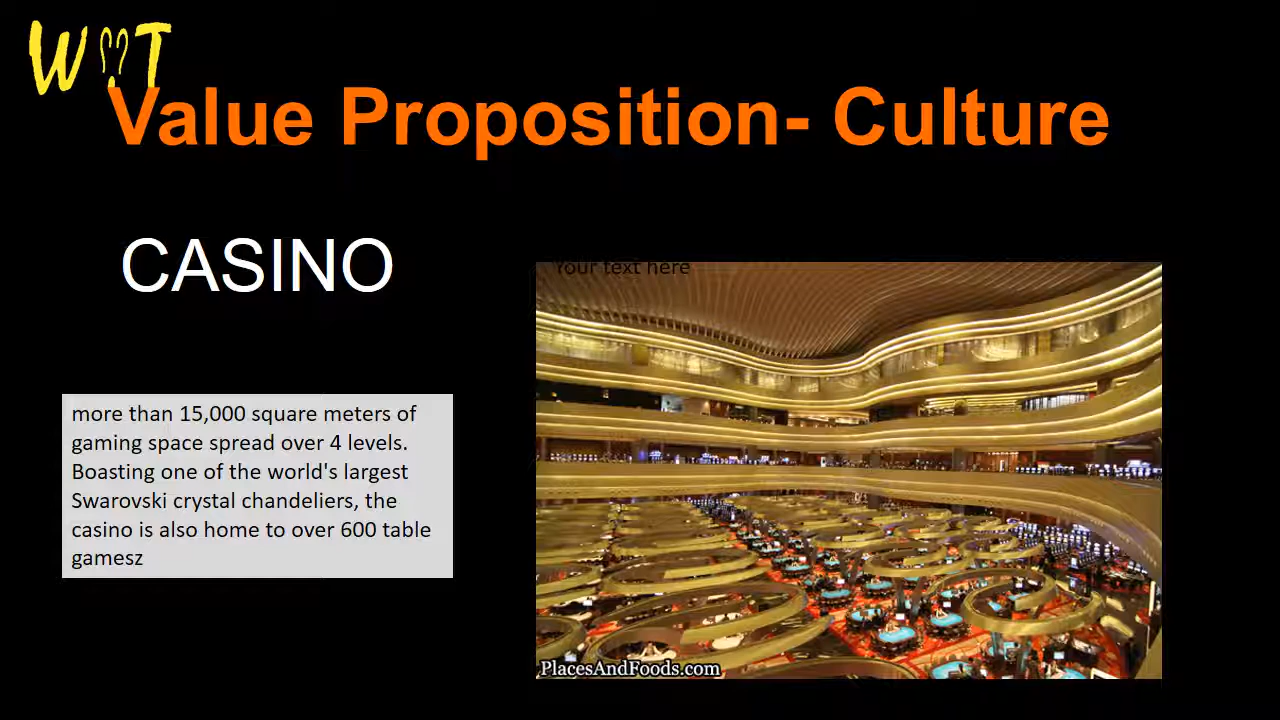 W T
Value Proposition- Culture
CASINO
Your text here
more than 15,000 square meters of
gaming space spread over 4 levels.
Boasting one of the world's largest
Swarovski crystal chandeliers, the
casino is also home to over 600 table
gamesz
PlacesAndFoods.com